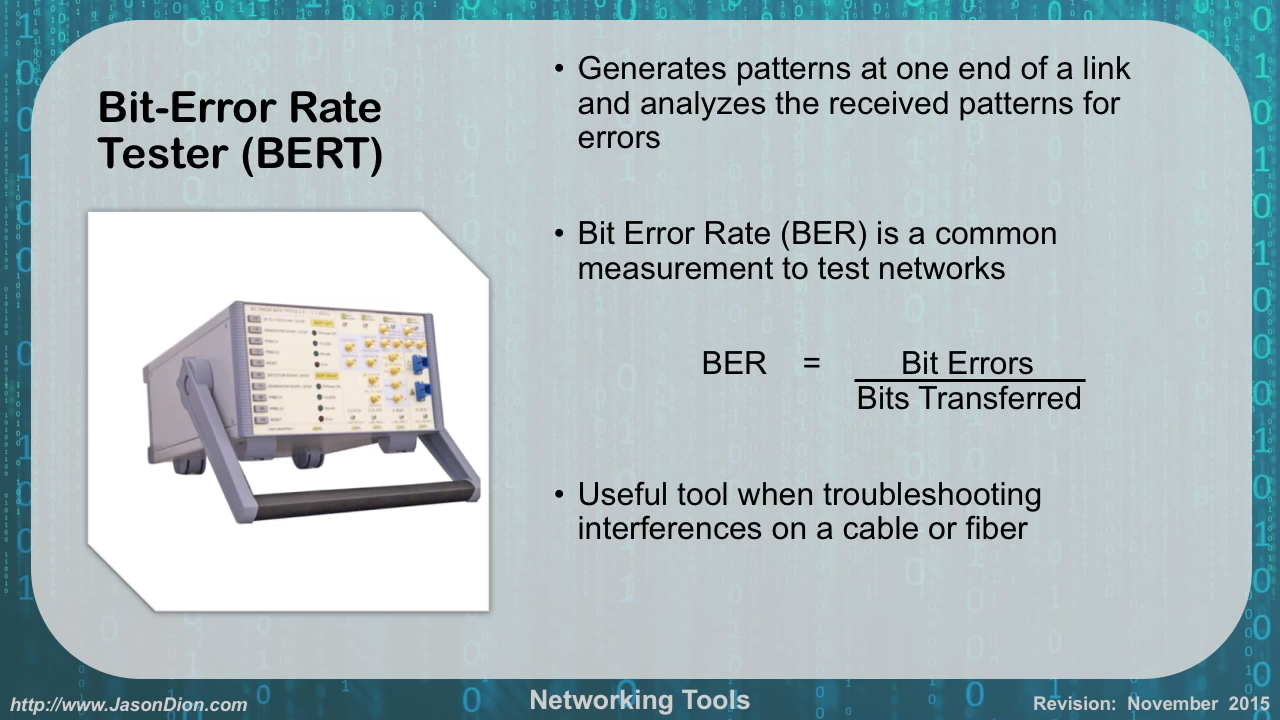 Bit-Error Rate
Tester (BERT)
• Generates patterns at one end of a link
and analyzes the received patterns for
errors
• Bit Error Rate (BER) is a common
measurement to test networks
BER = Bit Errors
Bits Transferred
• Useful tool when troubleshooting
interferences on a cable or fiber
http://www.JasonDion.com
Networking Tools
Revision: November 2015